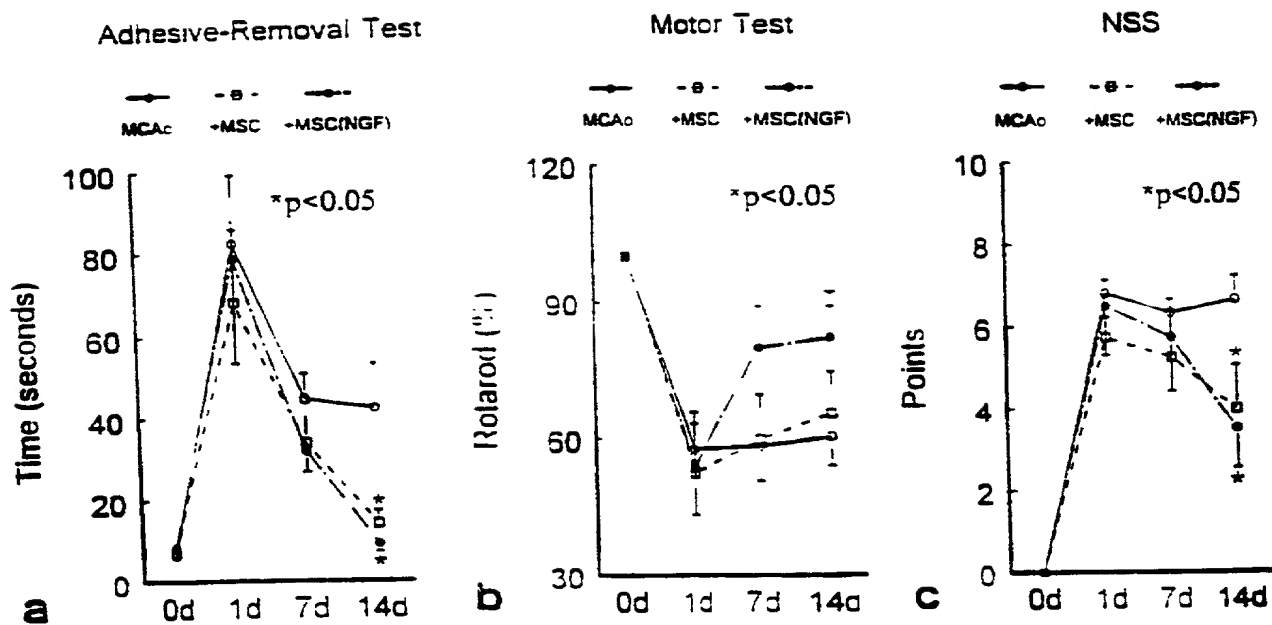 Adhesive-Removal Test
MCAo
+MSC
+MSC(NGF)
*p<0.05
Time (seconds)
100
80
60
40
20
0
0d
1d
7d
14d
a
Motor Test
MCAo
+MSC
+MSC(NGF)
*p<0.05
Rotarod (%)
120
90
60
30
0d
1d
7d
14d
b
NSS
MCAo
+MSC
+MSC(NGF)
*p<0.05
Points
10
8
6
4
2
0
0d
1d
7d
14d
c